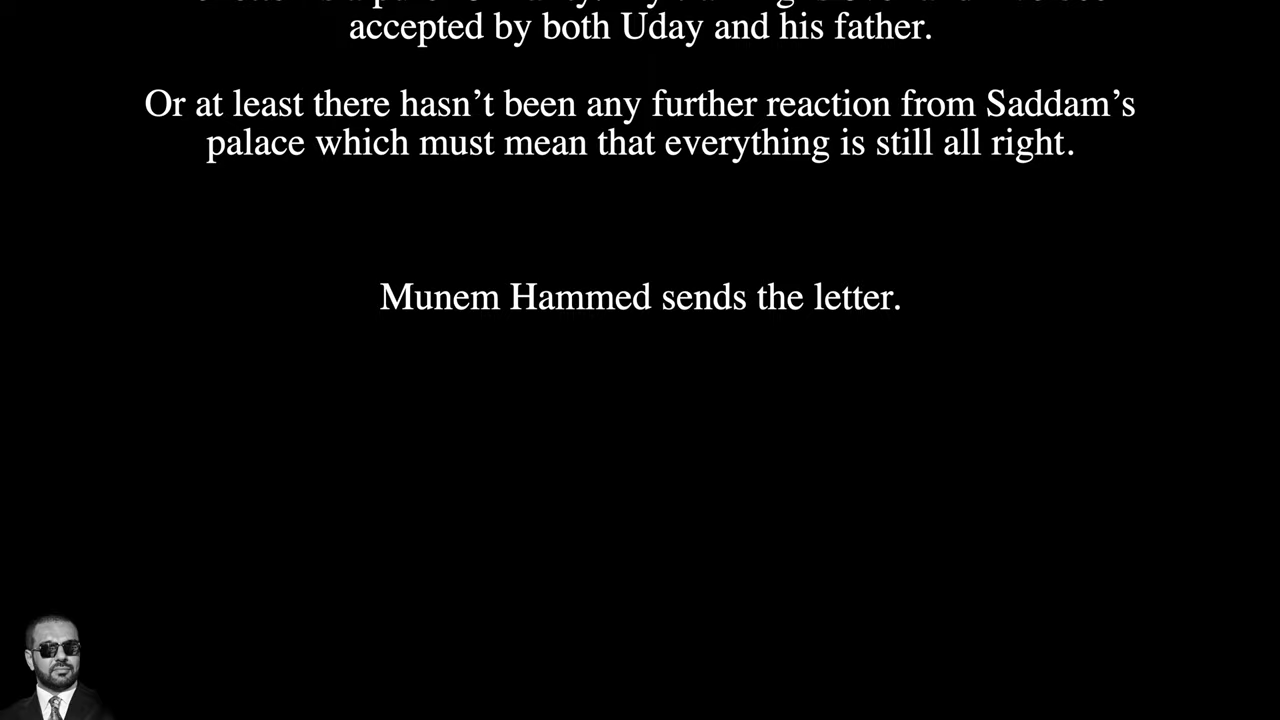 accepted by both Uday and his father.
Or at least there hasn’t been any further reaction from Saddam’s
palace which must mean that everything is still all right.
Munem Hammed sends the letter.